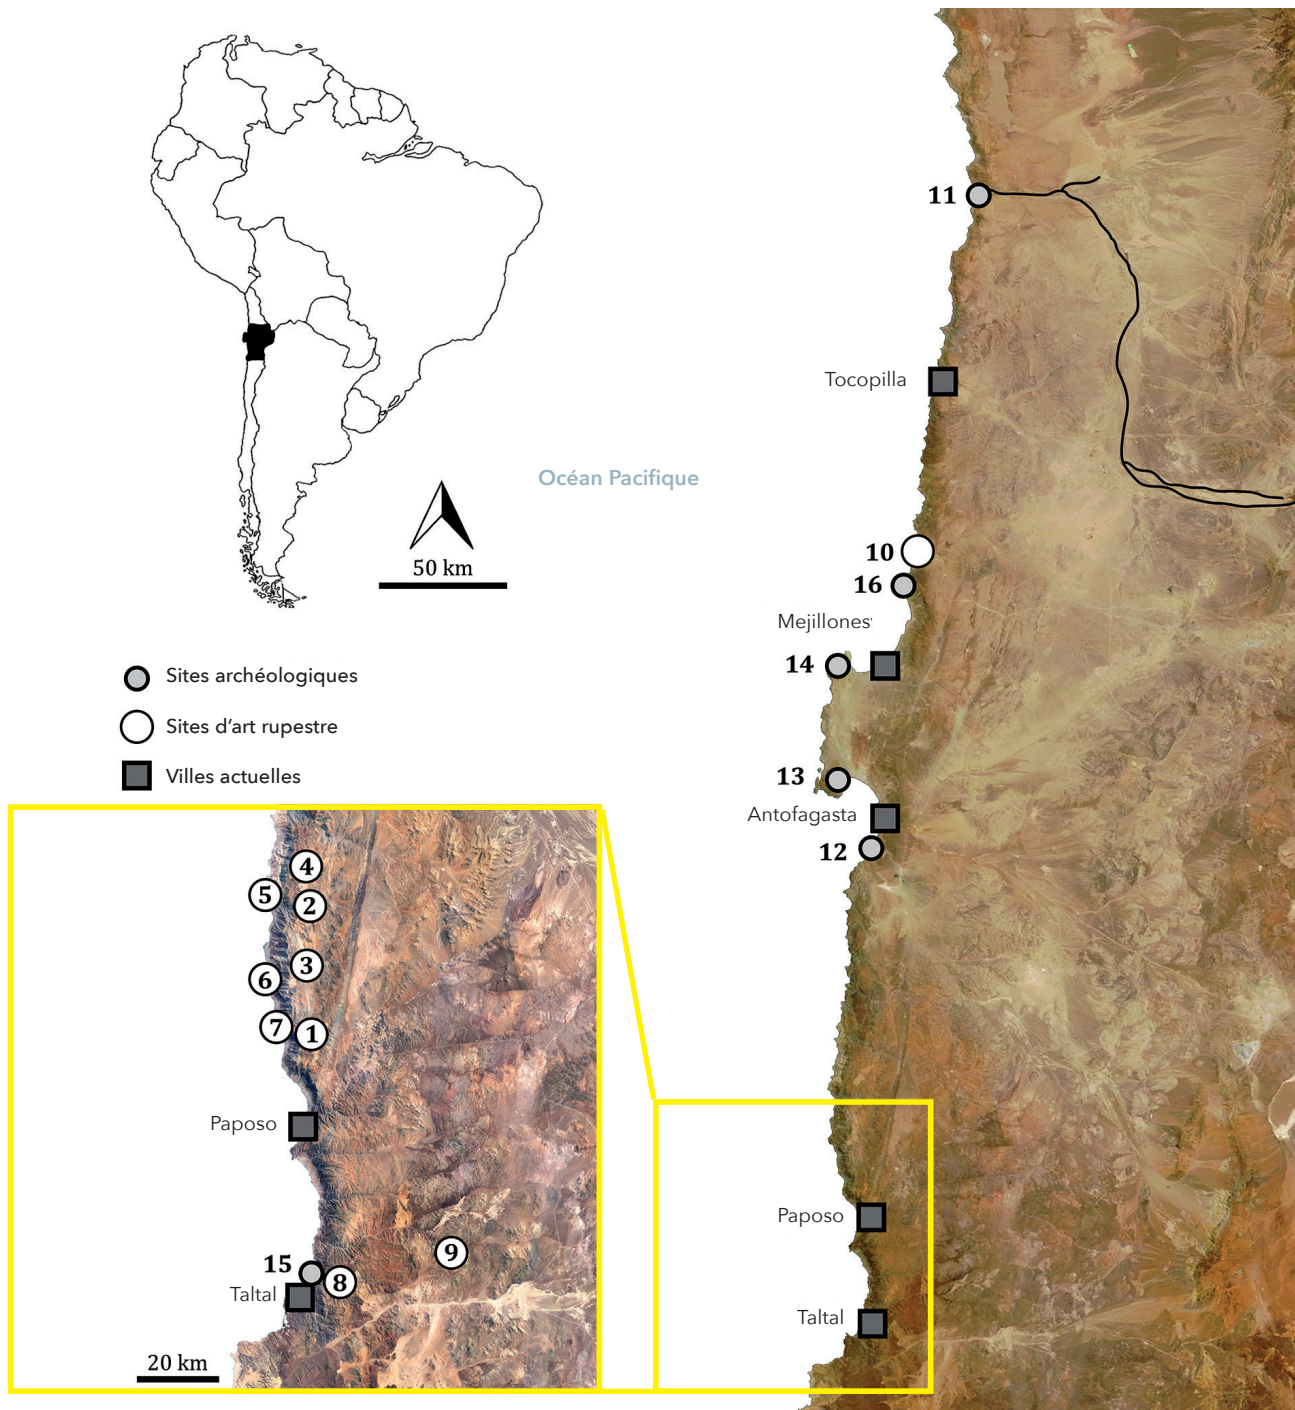 11
Tocopilla
Océan Pacifique
50 km
10
16
Mejillones
14
Sites archéologiques
Sites d'art rupestre
Villes actuelles
13
Antofagasta
12
4
5
2
3
6
7
1
Paposo
9
15
8
Taltal
20 km
Paposo
Taltal